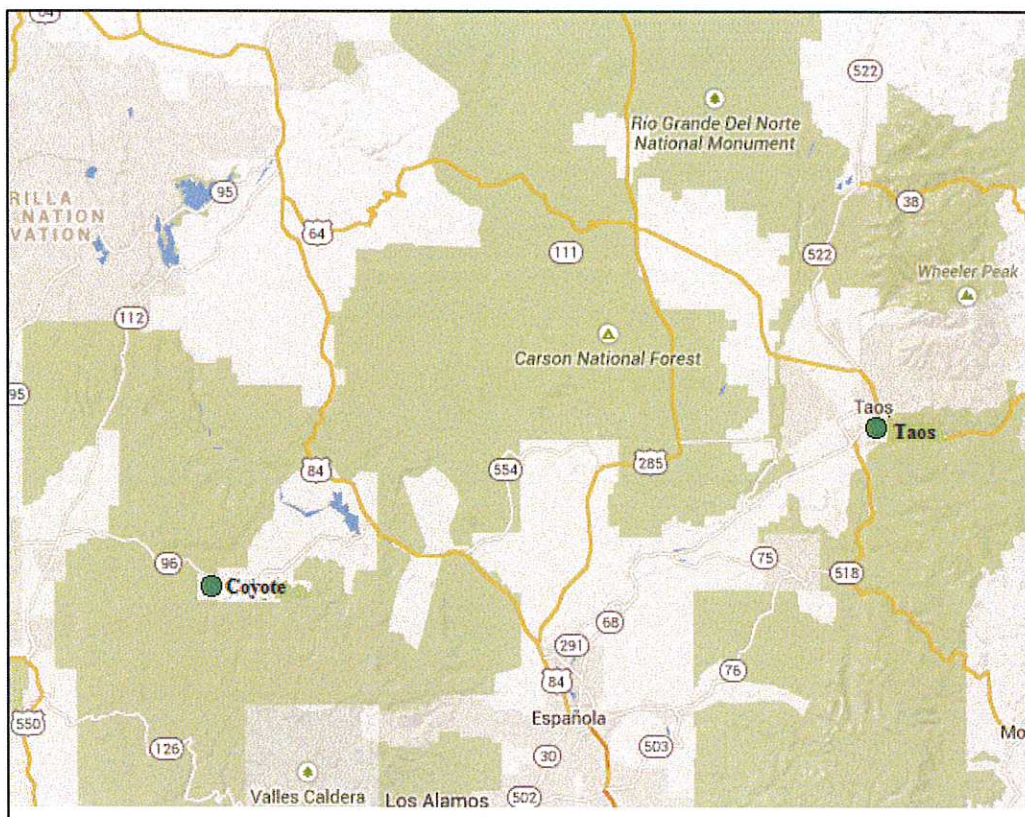 64
522
Rio Grande Del Norte
National Monument
95
38
RILLA
NATION
VATION
64
111
522
Wheeler Peak
112
Carson National Forest
95
Taos
Taos
84
554
285
96
Coyote
75
518
68
291
76
84
550
Española
Mo
126
30
503
Valles Caldera
Los Alamos
502